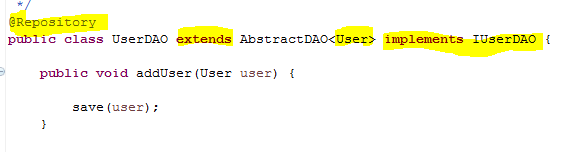 */
@Repository
public class UserDAO extends AbstractDAO<User> implements IUserDAO {
public void addUser(User user) {
save(user);
}